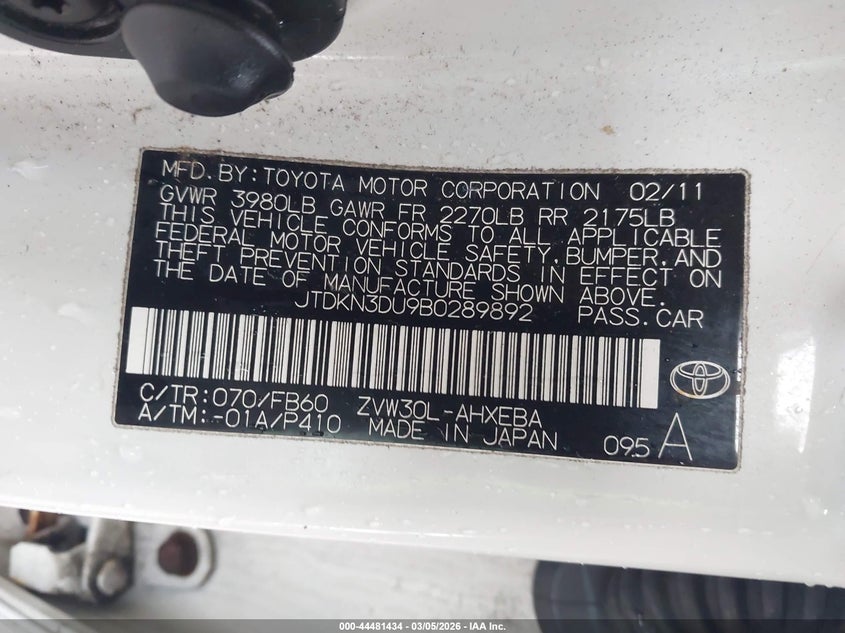 MFD.BY:TOYOTA MOTOR CORPORATION 02/11
GVWR 3980LB GAWR FR 2270LB RR 2175LB
THIS VEHICLE CONFORMS TO ALL APPLICABLE
FEDERAL MOTOR VEHICLE SAFETY,BUMPER,AND
THEFT PREVENTION STANDARDS IN EFFECT ON
THE DATE OF MANUFACTURE SHOWN ABOVE.
JTDKN3DU9B0289892 PASS.CAR
C/TR:070/FB60 ZVW30L-AHXEBA
A/TM:-01A/P410 MADE IN JAPAN 095 A
000-44481434 - 03/05/2026 - IAA Inc.